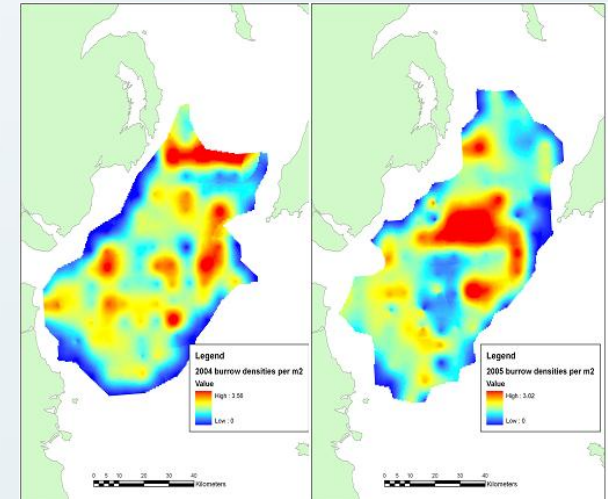 Legend
2004 burrow densities per m2
Value
High : 3.56
Low : 0
0 5 10 20 30 40
Kilometers
Legend
2005 burrow densities per m2
Value
High : 3.02
Low : 0
0 5 10 20 30 40
Kilometers